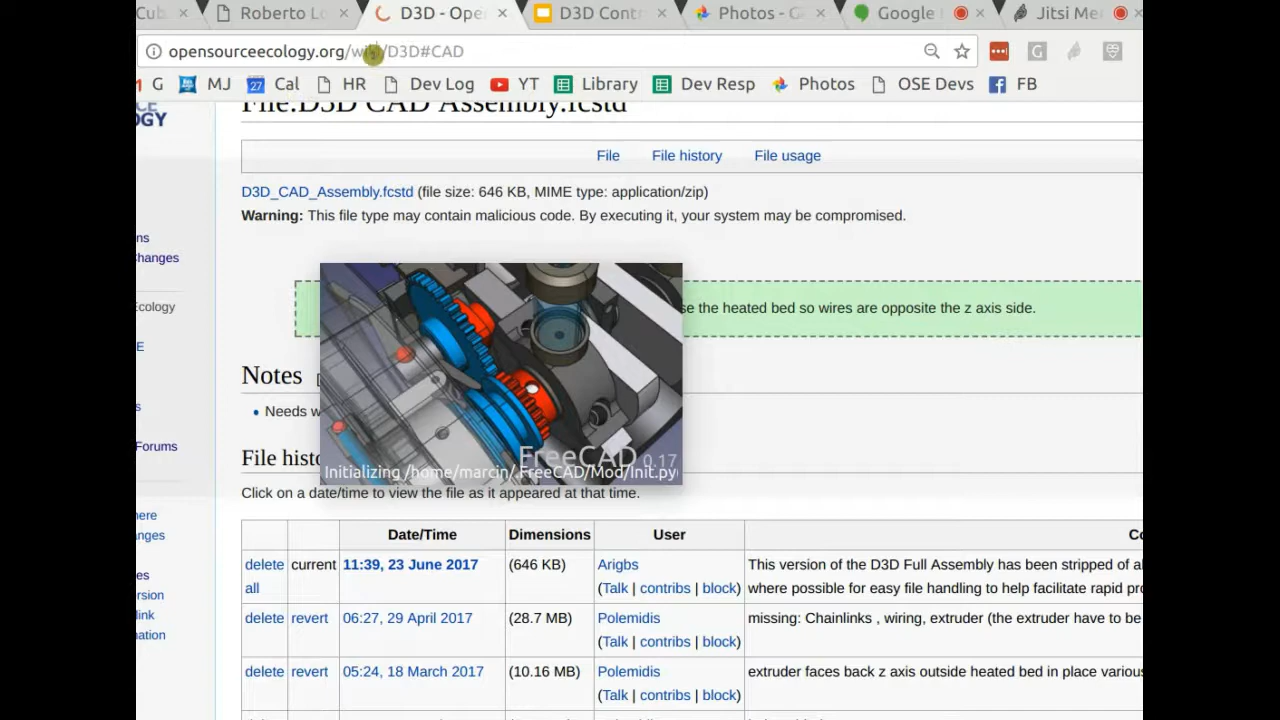 Cub
Roberto Lo
D3D - Ope
D3D Cont
Photos - G
Google
Jitsi Me
opensourceecology.org/wiki/D3D#CAD
G
MJ
27
Cal
HR
Dev Log
YT
Library
Dev Resp
Photos
OSE Devs
FB
File:D3D CAD Assembly.fcstd
OGY
File
File history
File usage
D3D_CAD_Assembly.fcstd (file size: 646 KB, MIME type: application/zip)
Warning: This file type may contain malicious code. By executing it, your system may be compromised.
ons
Changes
se the heated bed so wires are opposite the z axis side.
Ecology
E
Notes
Needs w
s
Forums
FreeCAD 0.17
Initializing /home/marcin/.FreeCAD/Mod/Init.py
File histo
Click on a date/time to view the file as it appeared at that time.
here
anges
es
ersion
link
mation
Date/Time
Dimensions
User
Co
delete
all
current
11:39, 23 June 2017
(646 KB)
Arigbs
(Talk | contribs | block)
This version of the D3D Full Assembly has been stripped of al
where possible for easy file handling to help facilitate rapid pro
delete
revert
06:27, 29 April 2017
(28.7 MB)
Polemidis
(Talk | contribs | block)
missing: Chainlinks , wiring, extruder (the extruder have to be
delete
revert
05:24, 18 March 2017
(10.16 MB)
Polemidis
(Talk | contribs | block)
extruder faces back z axis outside heated bed in place various